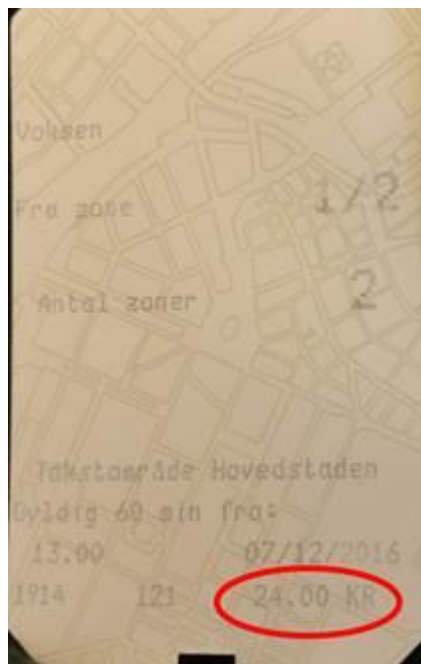 Voksen
Fra zone 1/2
Antal zoner 2
Takstområde Hovedstaden
Gyldig 60 min fra:
13.00 07/12/2016
1914 121 24.00 KR